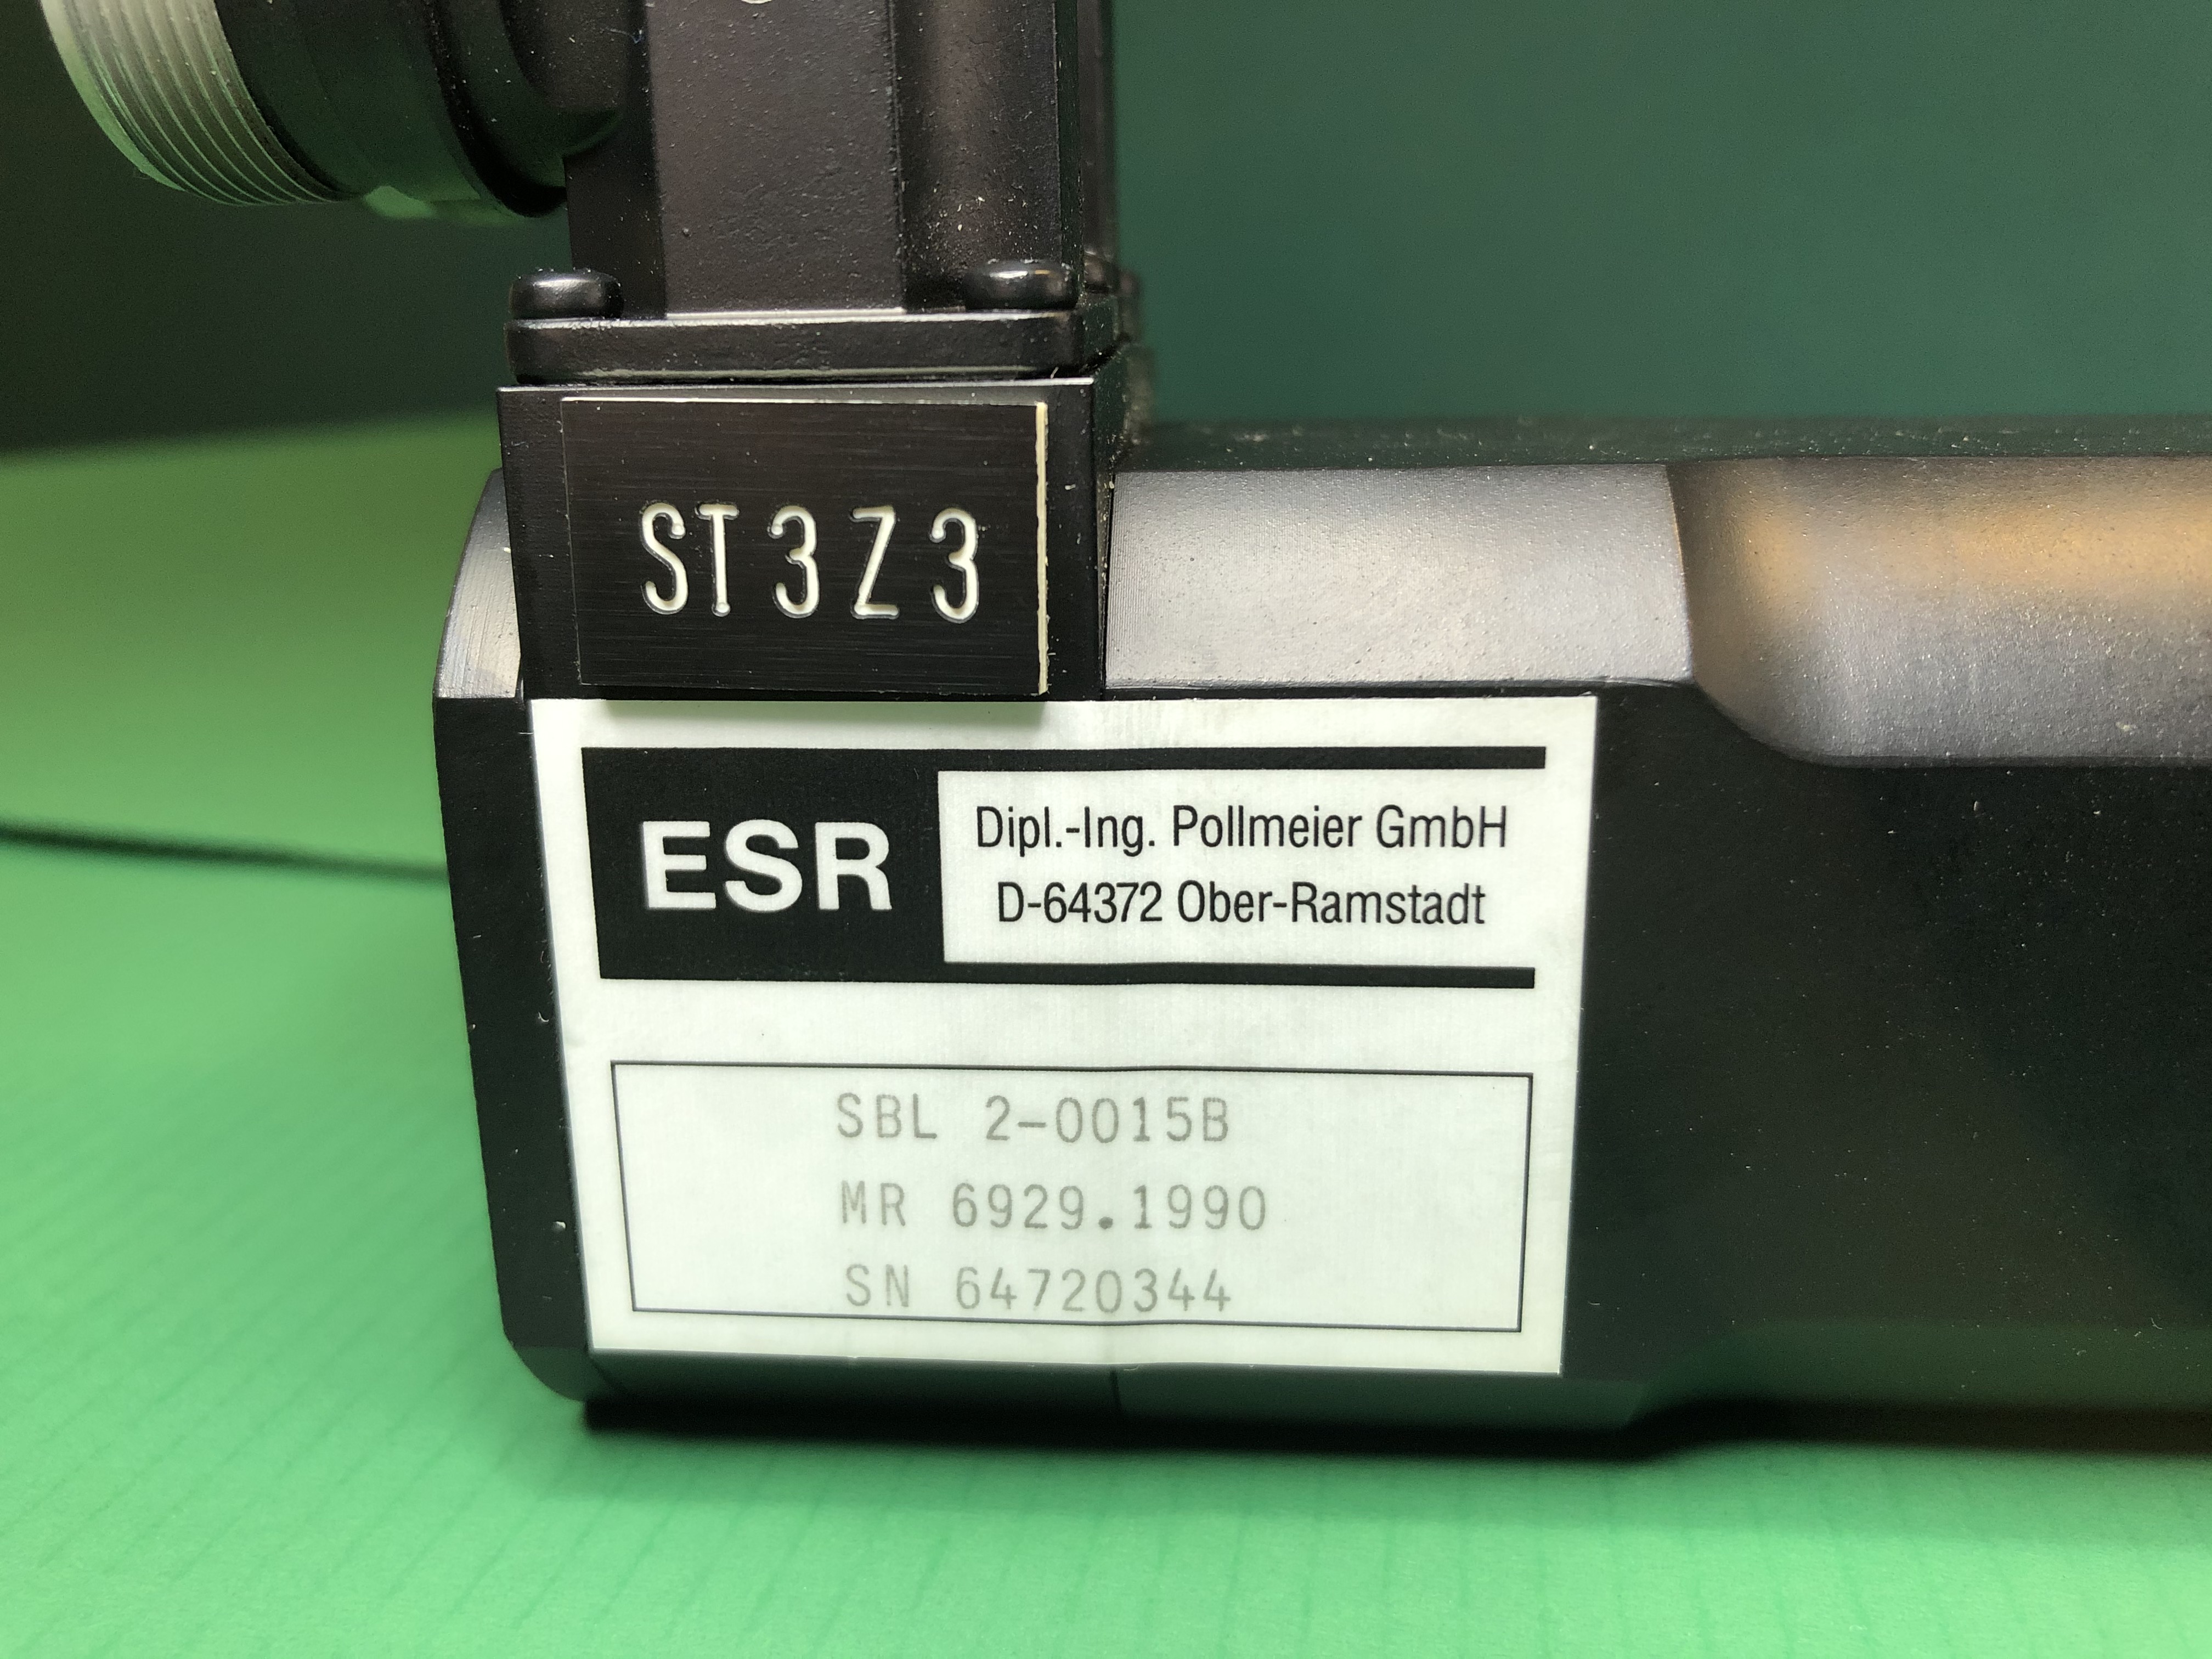 ST3Z3
ESR
Dipl.-Ing. Pollmeier GmbH
D-64372 Ober-Ramstadt
SBL 2-0015B
MR 6929.1990
SN 64720344